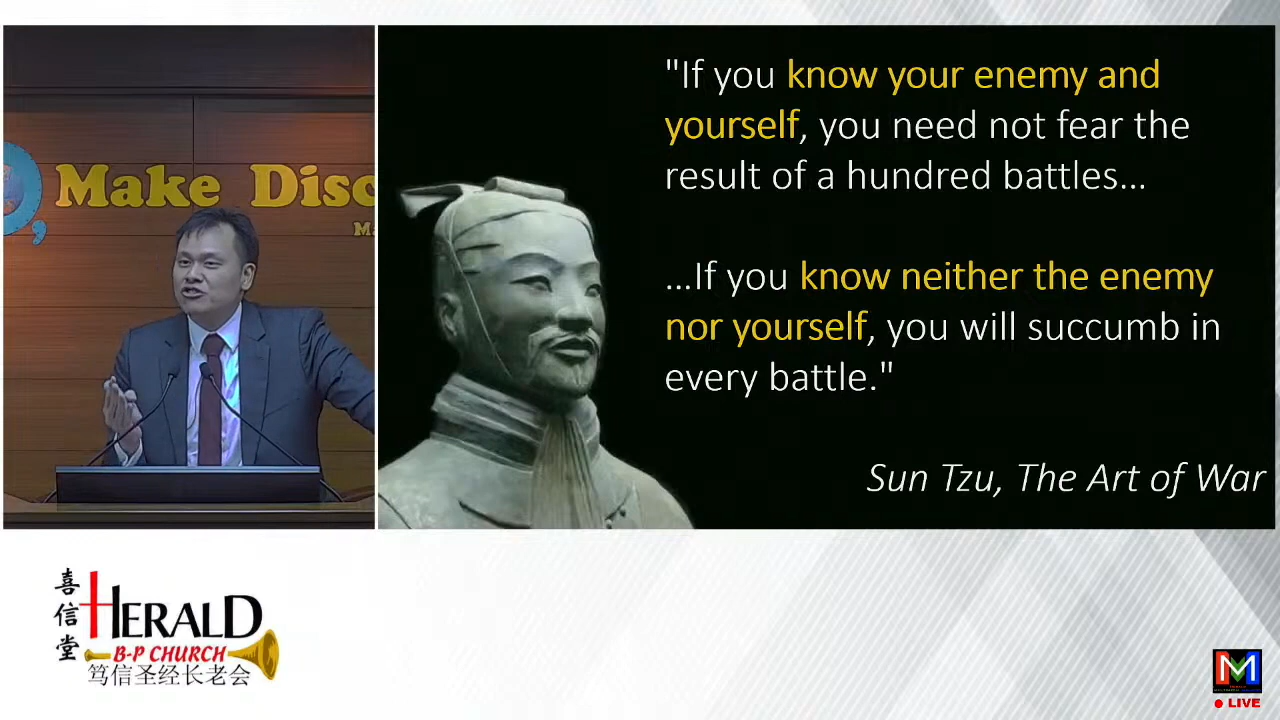 Make Disc
"If you know your enemy and
yourself, you need not fear the
result of a hundred battles...
...If you know neither the enemy
nor yourself, you will succumb in
every battle."
Sun Tzu, The Art of War
喜信堂
HERALD
B-P CHURCH
笃信圣经长老会
M
LIVE